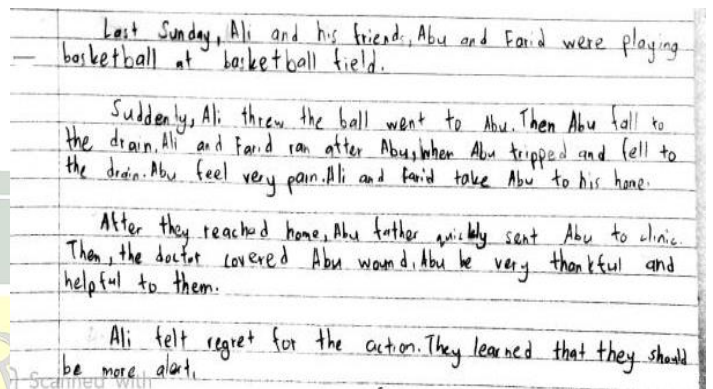 Last Sunday, Ali and his friends, Abu and Farid were playing
basketball at basketball field.
Suddenly, Ali threw the ball went to Abu. Then Abu fall to
the drain. Ali and Farid ran after Abu, when Abu tripped and fell to
the drain. Abu feel very pain. Ali and Farid take Abu to his home.
After they reached home, Abu father quickly sent Abu to clinic.
Then, the doctor covered Abu wound. Abu be very thankful and
helpful to them.
Ali felt regret for the action. They learned that they should
be more alert.
Scanned with